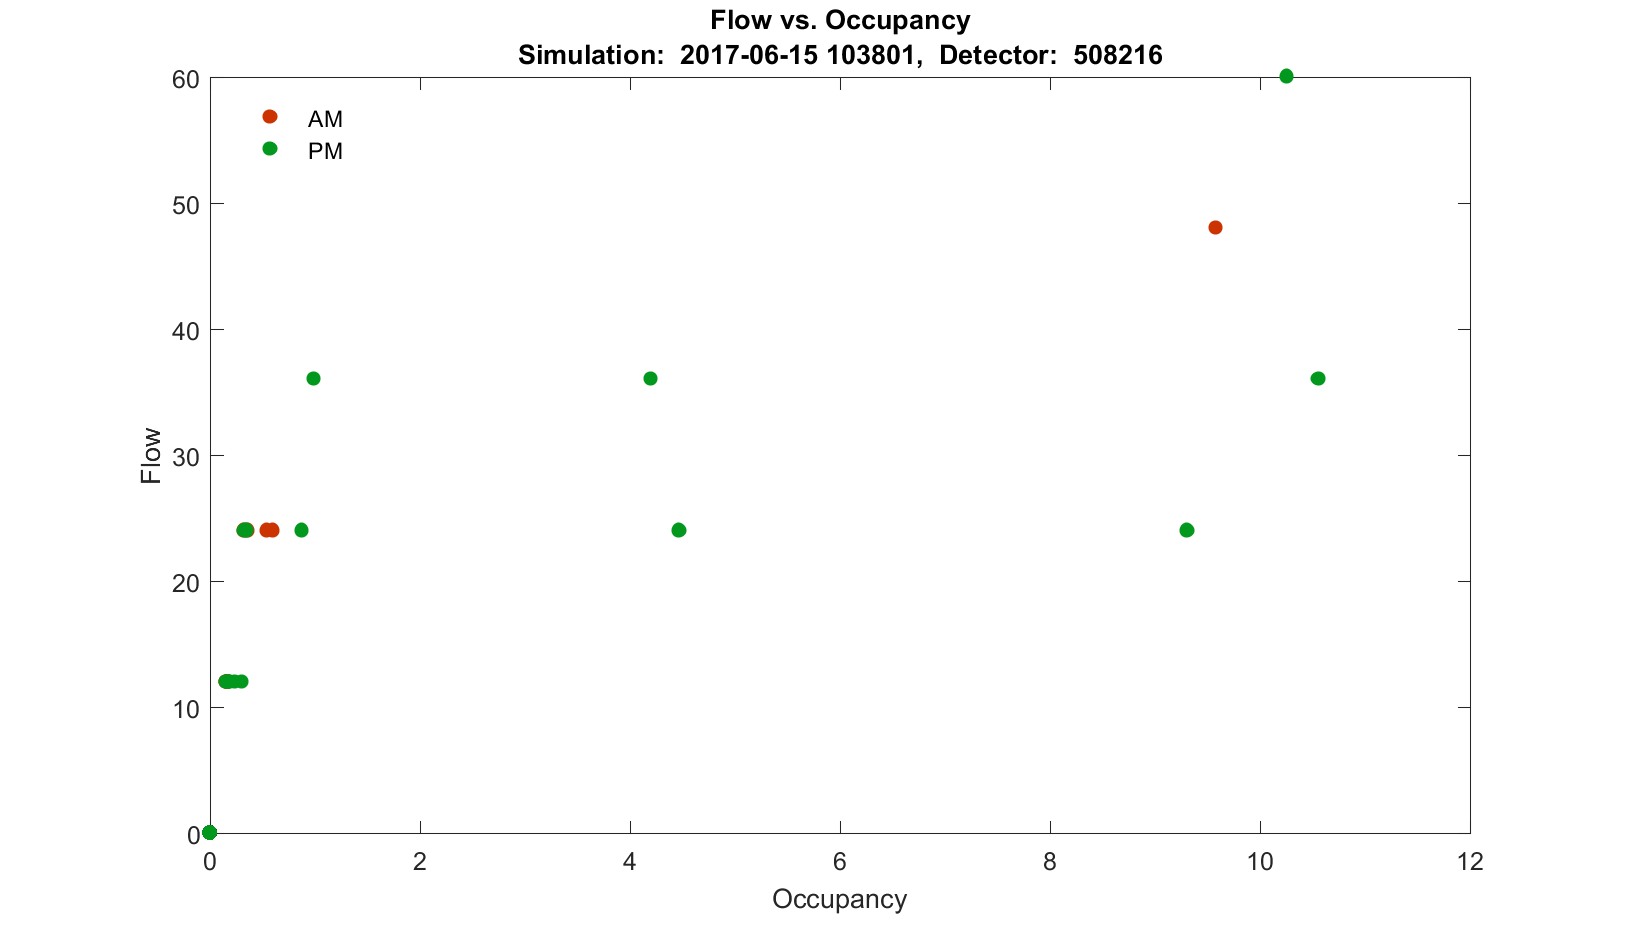 Flow vs. Occupancy
Simulation:  2017-06-15 103801,  Detector:  508216
60
AM
PM
50
40
30
Flow
20
10
0
0 2 4 6 8 10 12
Occupancy